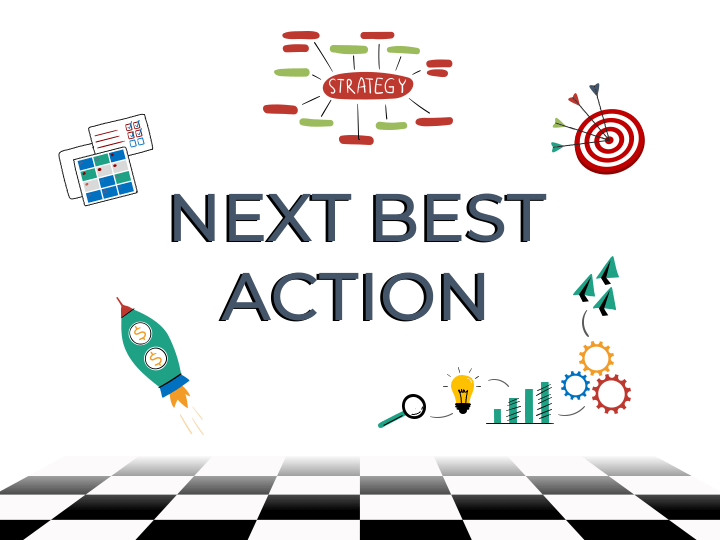 STRATEGY
NEXT BEST
ACTION
$
$